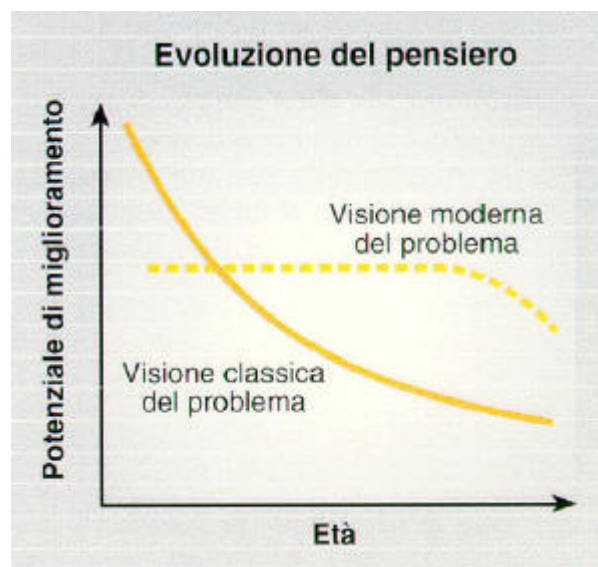 Evoluzione del pensiero
Potenziale di miglioramento
Visione moderna
del problema
Visione classica
del problema
Età